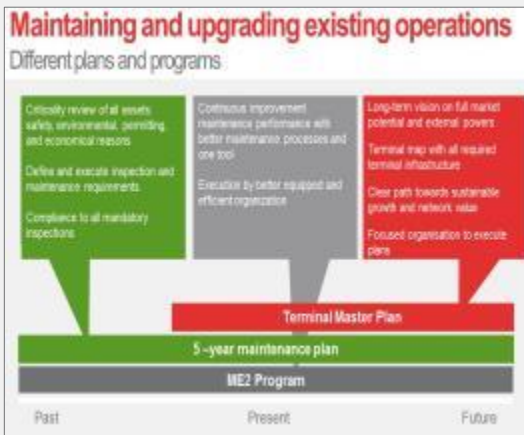 Maintaining and upgrading existing operations
Different plans and programs
Criticality review of all assets
safety, environmental, permitting
and economical reasons
Define and execute inspection and
maintenance requirements
Compliance to all mandatory
inspections
Continuous improvement
maintenance performance with
better maintenance processes and
one tool
Execution by better equipped and
efficient organization
Long-term vision on full market
potential and external powers
Terminal map with all required
terminal infrastructure
Clear path towards sustainable
growth and network value
Focused organisation to execute
plans
Terminal Master Plan
5 –year maintenance plan
ME2 Program
Past
Present
Future